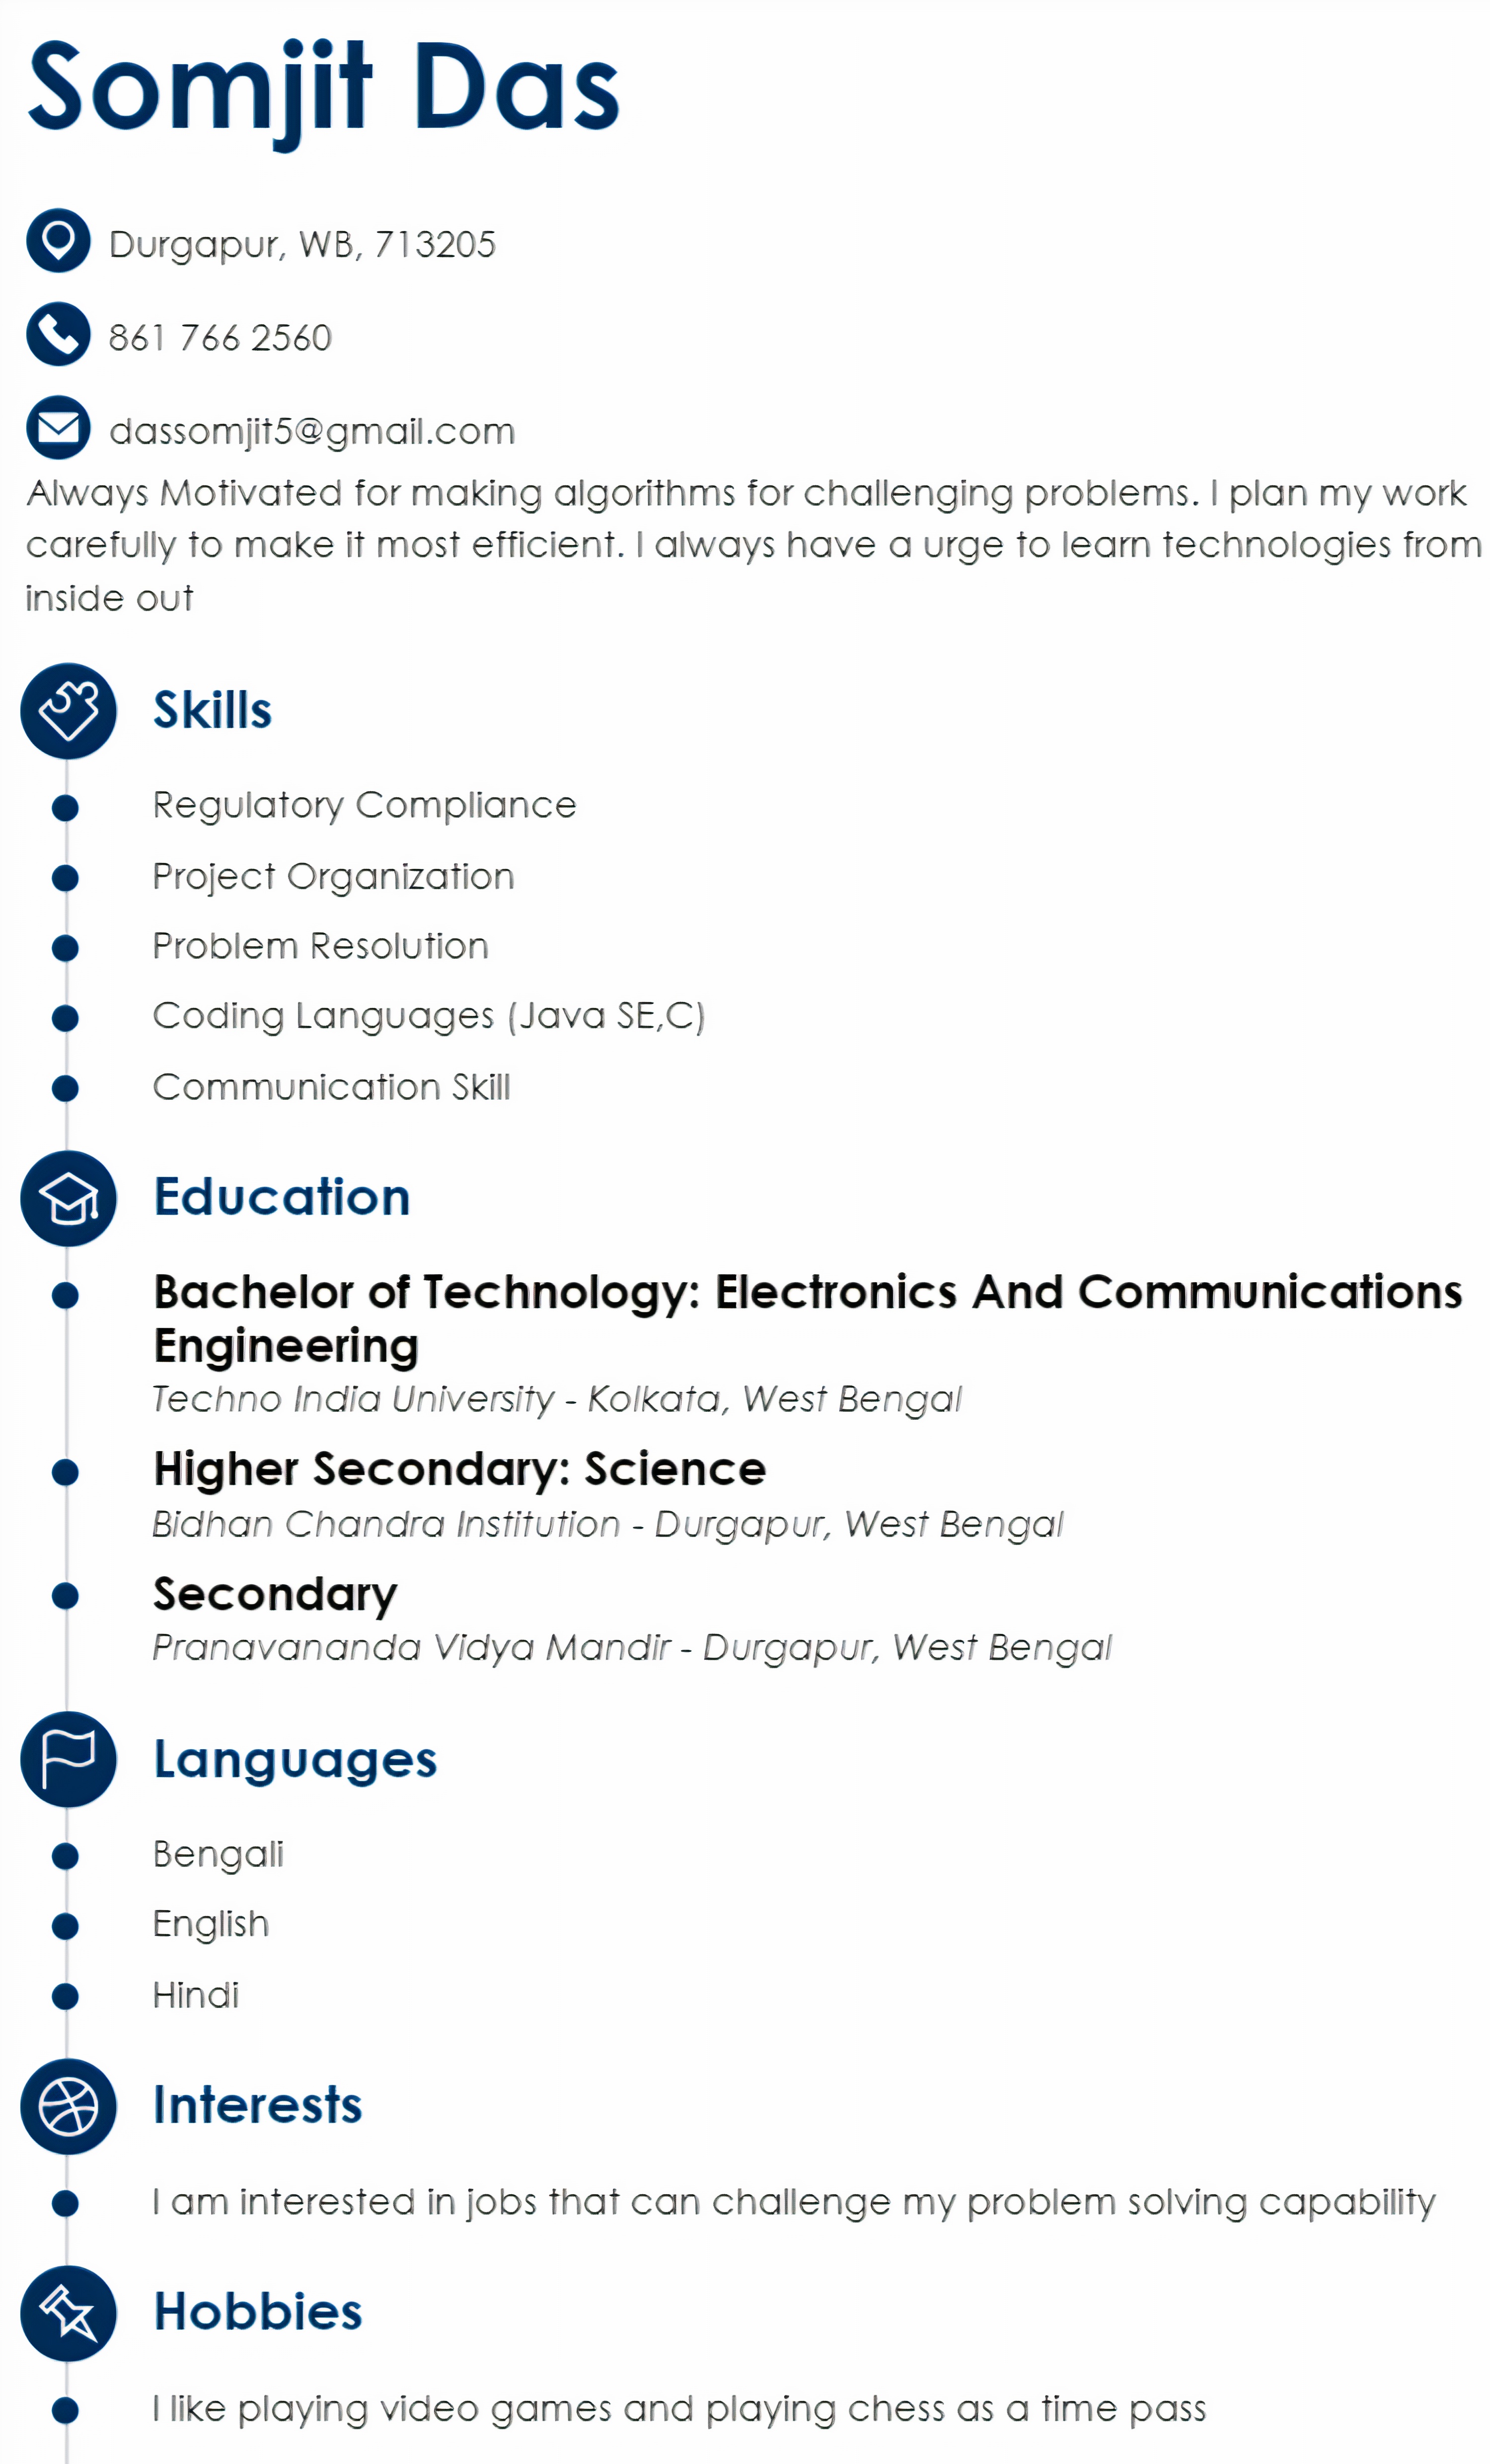 Somjit Das
Durgapur, WB, 713205
861 766 2560
dassomjit5@gmail.com
Always Motivated for making algorithms for challenging problems. I plan my work
carefully to make it most efficient. I always have a urge to learn technologies from
inside out
Skills
Regulatory Compliance
Project Organization
Problem Resolution
Coding Languages (Java SE,C)
Communication Skill
Education
Bachelor of Technology: Electronics And Communications
Engineering
Techno India University - Kolkata, West Bengal
Higher Secondary: Science
Bidhan Chandra Institution - Durgapur, West Bengal
Secondary
Pranavananda Vidya Mandir - Durgapur, West Bengal
Languages
Bengali
English
Hindi
Interests
I am interested in jobs that can challenge my problem solving capability
Hobbies
I like playing video games and playing chess as a time pass